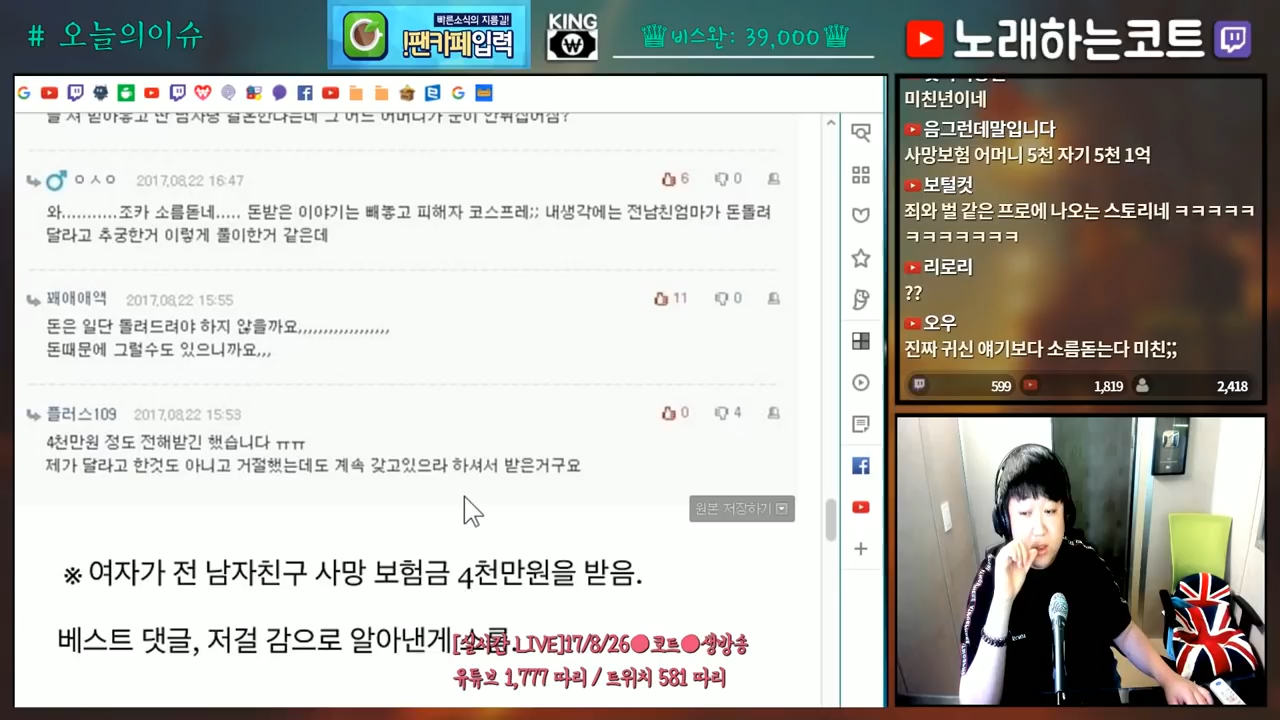 # 오늘의이슈
빠른소식의 지름길!
!팬카페입력
KING
₩
비스완: 39,000
노래하는코트
ㅇㅅㅇ 2017,08,22 16:47
6 0
와...........조카 소름돋네..... 돈받은 이야기는 빼놓고 피해자 코스프레;; 내생각에는 전남친엄마가 돈돌려
달라고 추궁한거 이렇게 풀이한거 같은데
꽤애애액 2017,08,22 15:55
11 0
돈은 일단 돌려드려야 하지 않을까요,,,,,,,,,,,,,,,,,,
돈때문에 그럴수도 있으니까요,,,
플러스109 2017,08,22 15:53
0 4
4천만원 정도 전해받긴 했습니다 ㅠㅠ
제가 달라고 한것도 아니고 거절했는데도 계속 갖고있으라 하셔서 받은거구요
원본 저장하기
※ 여자가 전 남자친구 사망 보험금 4천만원을 받음.
베스트 댓글, 저걸 감으로 알아낸게 소름.
[실시간 LIVE]17/8/26●코트●생방송
유튜브 1,777 따리 / 트위치 581 따리
미친년이네
음그런데말입니다
사망보험 어머니 5천 자기 5천 1억
보털컷
죄와 벌 같은 프로에 나오는 스토리네 ㅋㅋㅋㅋㅋ
ㅋㅋㅋㅋㅋㅋㅋ
리로리
??
오우
진짜 귀신 얘기보다 소름돋는다 미친;;
599 1,819 2,418